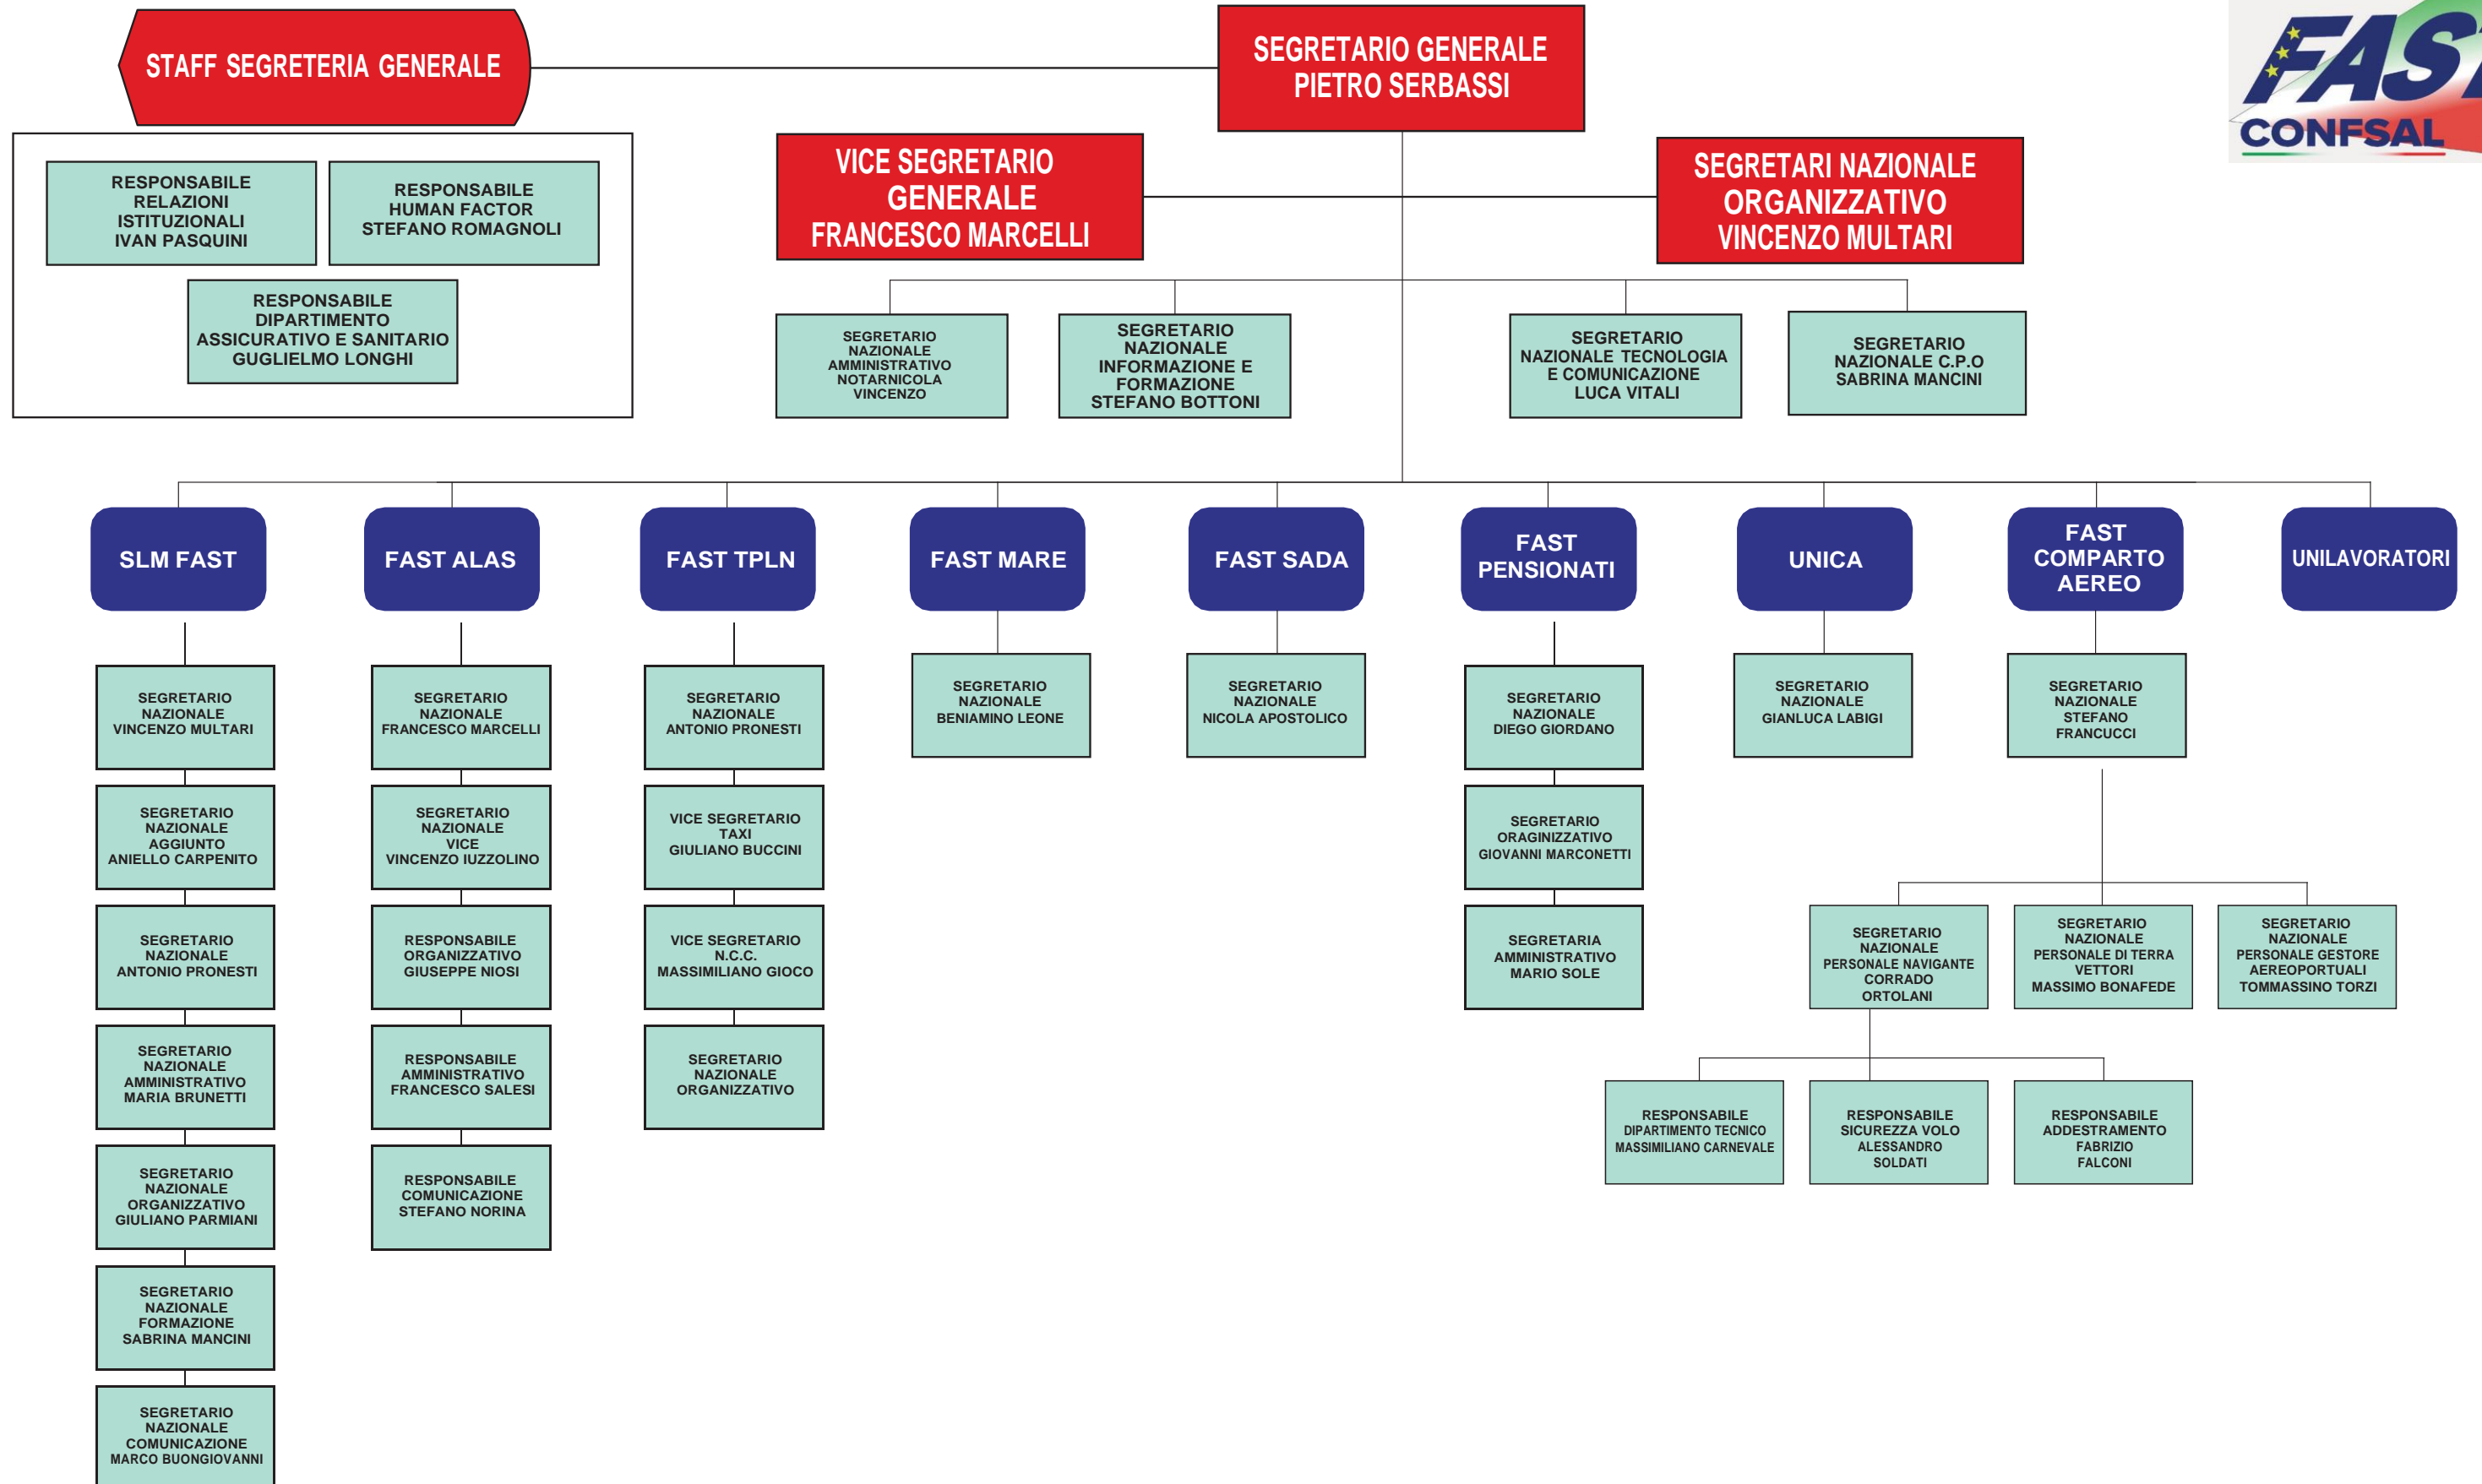 STAFF SEGRETERIA GENERALE
SEGRETARIO GENERALE
PIETRO SERBASSI
FAST
CONFSAL
VICE SEGRETARIO
GENERALE
FRANCESCO MARCELLI
SEGRETARI NAZIONALE
ORGANIZZATIVO
VINCENZO MULTARI
RESPONSABILE
RELAZIONI
ISTITUZIONALI
IVAN PASQUINI
RESPONSABILE
HUMAN FACTOR
STEFANO ROMAGNOLI
RESPONSABILE
DIPARTIMENTO
ASSICURATIVO E SANITARIO
GUGLIELMO LONGHI
SEGRETARIO
NAZIONALE
AMMINISTRATIVO
NOTARNICOLA
VINCENZO
SEGRETARIO
NAZIONALE
INFORMAZIONE E
FORMAZIONE
STEFANO BOTTONI
SEGRETARIO
NAZIONALE TECNOLOGIA
E COMUNICAZIONE
LUCA VITALI
SEGRETARIO
NAZIONALE C.P.O
SABRINA MANCINI
SLM FAST
FAST ALAS
FAST TPLN
FAST MARE
FAST SADA
FAST
PENSIONATI
UNICA
FAST
COMPARTO
AEREO
UNILAVORATORI
SEGRETARIO
NAZIONALE
VINCENZO MULTARI
SEGRETARIO
NAZIONALE
AGGIUNTO
ANIELLO CARPENITO
SEGRETARIO
NAZIONALE
ANTONIO PRONESTI
SEGRETARIO
NAZIONALE
AMMINISTRATIVO
MARIA BRUNETTI
SEGRETARIO
NAZIONALE
ORGANIZZATIVO
GIULIANO PARMIANI
SEGRETARIO
NAZIONALE
FORMAZIONE
SABRINA MANCINI
SEGRETARIO
NAZIONALE
COMUNICAZIONE
MARCO BUONGIOVANNI
SEGRETARIO
NAZIONALE
FRANCESCO MARCELLI
SEGRETARIO
NAZIONALE
VICE
VINCENZO IUZZOLINO
RESPONSABILE
ORGANIZZATIVO
GIUSEPPE NIOSI
RESPONSABILE
AMMINISTRATIVO
FRANCESCO SALESI
RESPONSABILE
COMUNICAZIONE
STEFANO NORINA
SEGRETARIO
NAZIONALE
ANTONIO PRONESTI
VICE SEGRETARIO
TAXI
GIULIANO BUCCINI
VICE SEGRETARIO
N.C.C.
MASSIMILIANO GIOCO
SEGRETARIO
NAZIONALE
ORGANIZZATIVO
SEGRETARIO
NAZIONALE
BENIAMINO LEONE
SEGRETARIO
NAZIONALE
NICOLA APOSTOLICO
SEGRETARIO
NAZIONALE
DIEGO GIORDANO
SEGRETARIO
ORAGINIZZATIVO
GIOVANNI MARCONETTI
SEGRETARIA
AMMINISTRATIVO
MARIO SOLE
SEGRETARIO
NAZIONALE
GIANLUCA LABIGI
SEGRETARIO
NAZIONALE
STEFANO
FRANCUCCI
SEGRETARIO
NAZIONALE
PERSONALE NAVIGANTE
CORRADO
ORTOLANI
SEGRETARIO
NAZIONALE
PERSONALE DI TERRA
VETTORI
MASSIMO BONAFEDE
SEGRETARIO
NAZIONALE
PERSONALE GESTORE
AEREOPORTUALI
TOMMASSINO TORZI
RESPONSABILE
DIPARTIMENTO TECNICO
MASSIMILIANO CARNEVALE
RESPONSABILE
SICUREZZA VOLO
ALESSANDRO
SOLDATI
RESPONSABILE
ADDESTRAMENTO
FABRIZIO
FALCONI